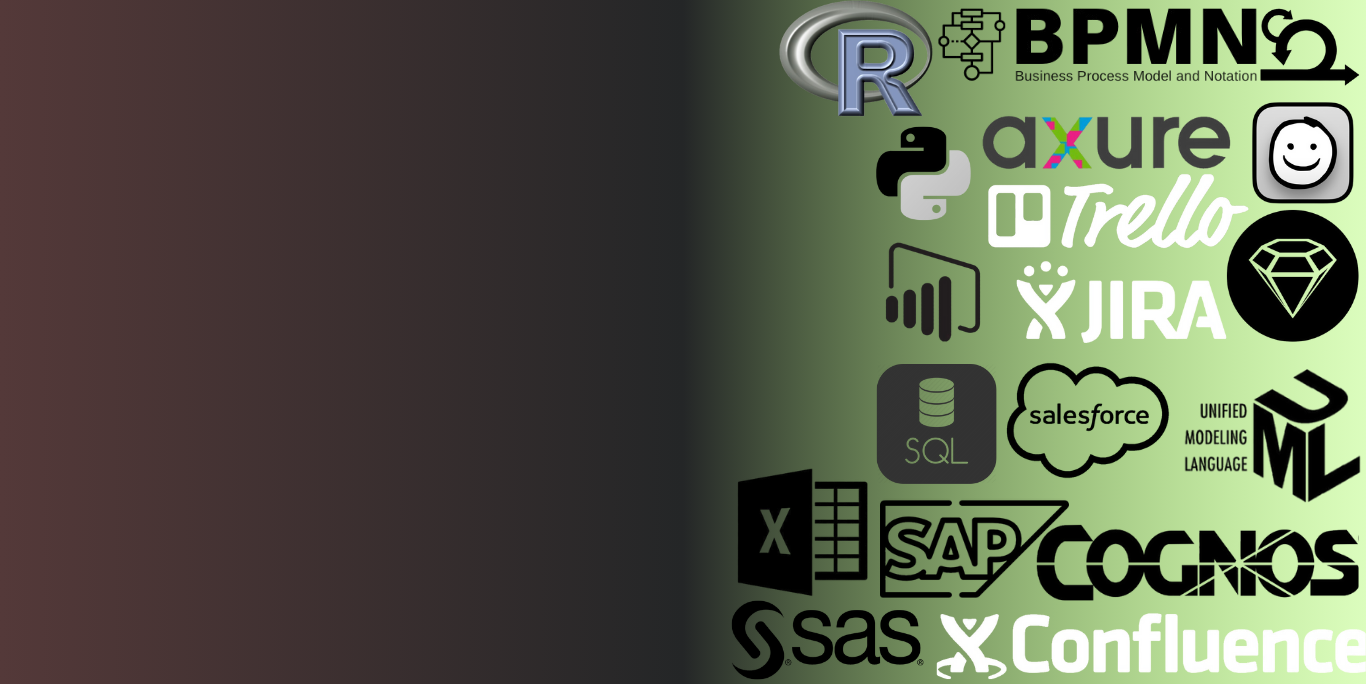 R
BPMN
Business Process Model and Notation
axure
Trello
JIRA
SQL
salesforce
UNIFIED
MODELING
LANGUAGE
UML
X
SAP
COGNOS
sas®
Confluence